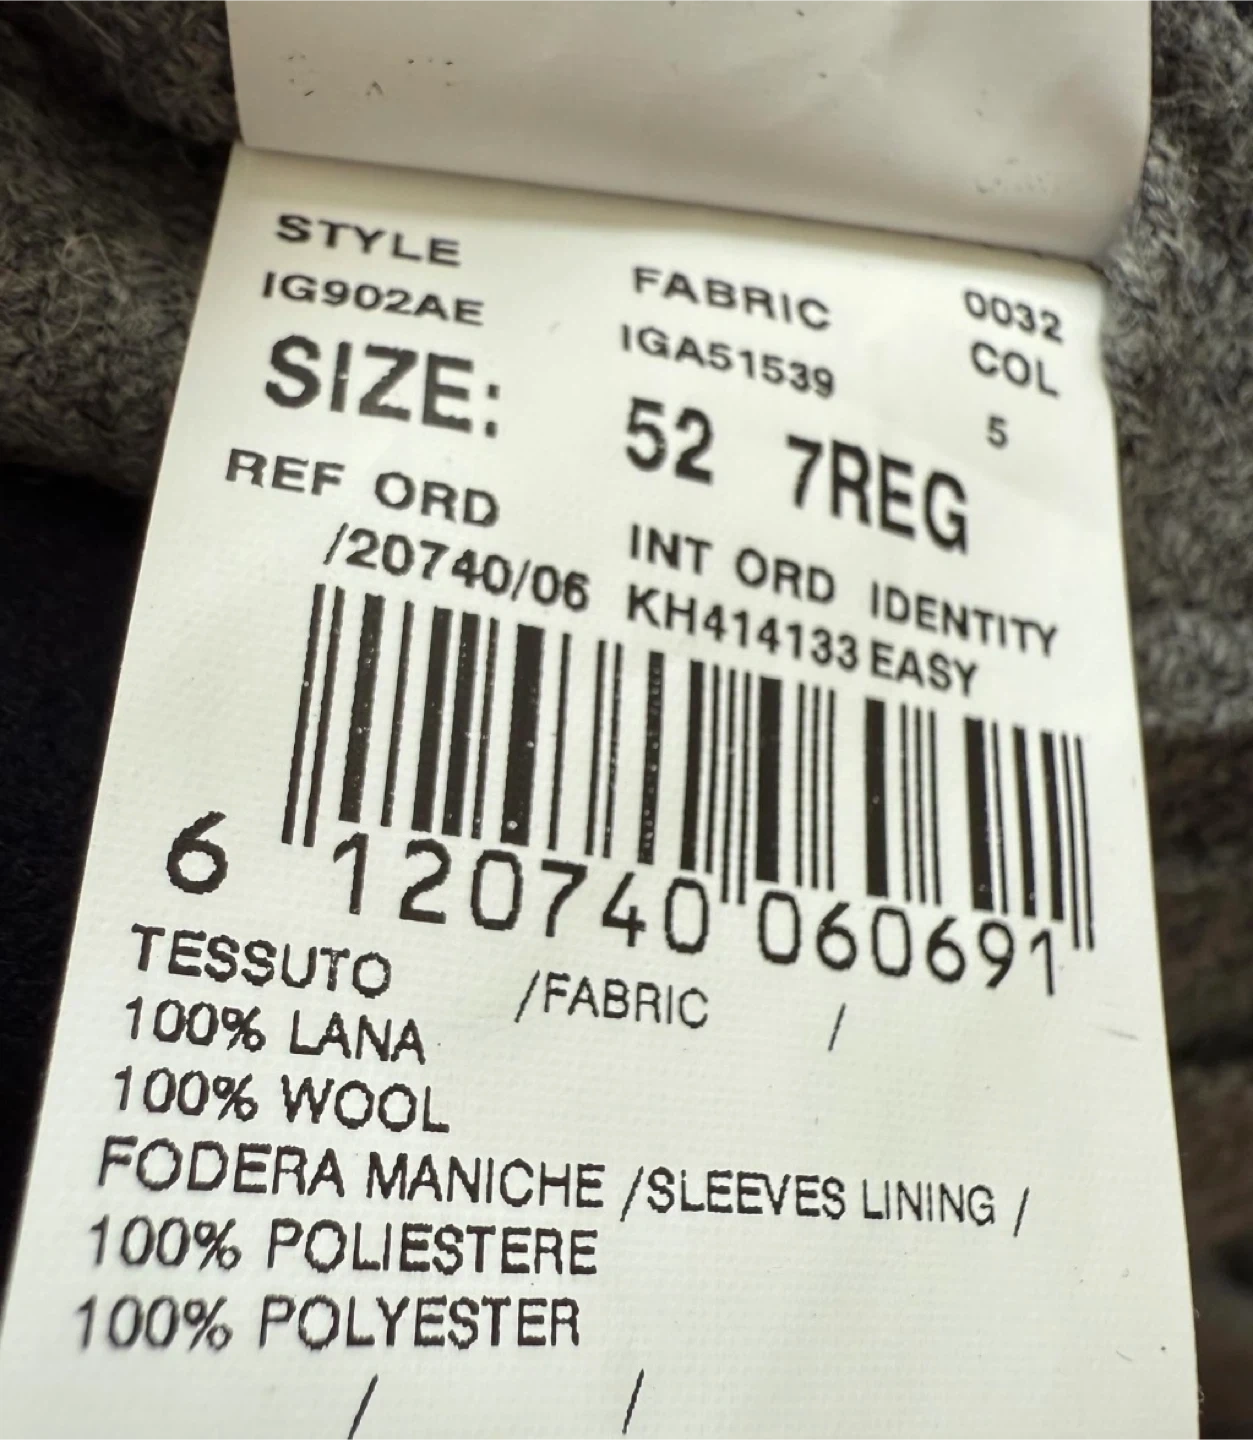 STYLE FABRIC 0032
IG902AE IGA51539 COL
5
SIZE: 52 7REG
REF ORD INT ORD IDENTITY
/20740/06 KH414133 EASY
6 120740 060691
TESSUTO /FABRIC /
100% LANA
100% WOOL
FODERA MANICHE /SLEEVES LINING /
100% POLIESTERE
100% POLYESTER
/ /